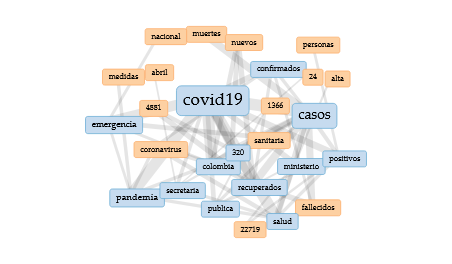 nacional
muertes
nuevos
personas
medidas
abril
confirmados
24
alta
4881
covid19
1366
casos
emergencia
sanitaria
coronavirus
320
colombia
ministerio
positivos
pandemia
secretaria
recuperados
publica
fallecidos
22719
salud